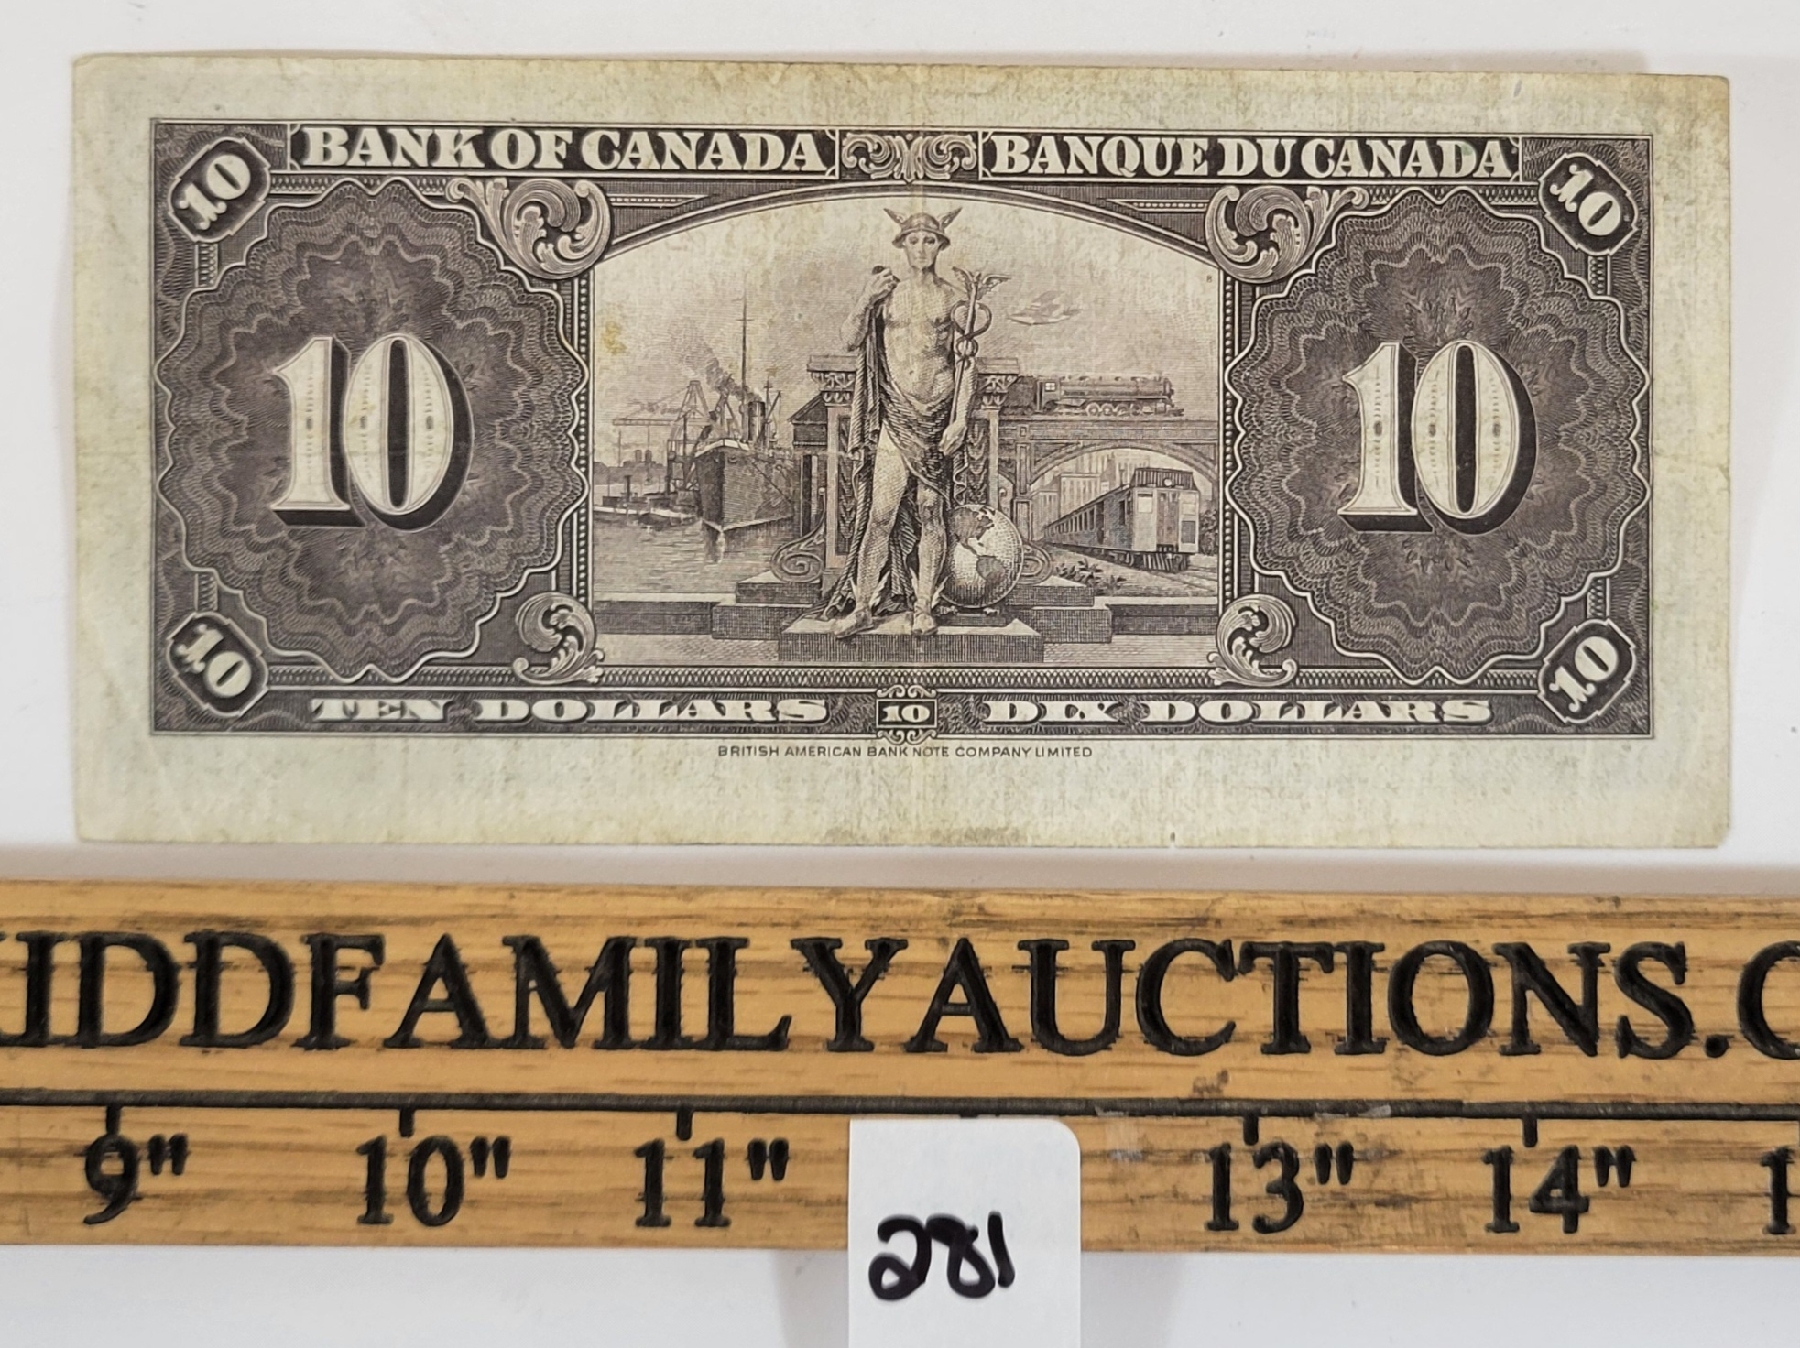 10 BANK OF CANADA BANQUE DU CANADA 10
10 10
10 TEN DOLLARS 10 DIX DOLLARS 10
BRITISH AMERICAN BANK NOTE COMPANY LIMITED
IDDFAMILYAUCTIONS.C
9" 10" 11" 13" 14" 1
281